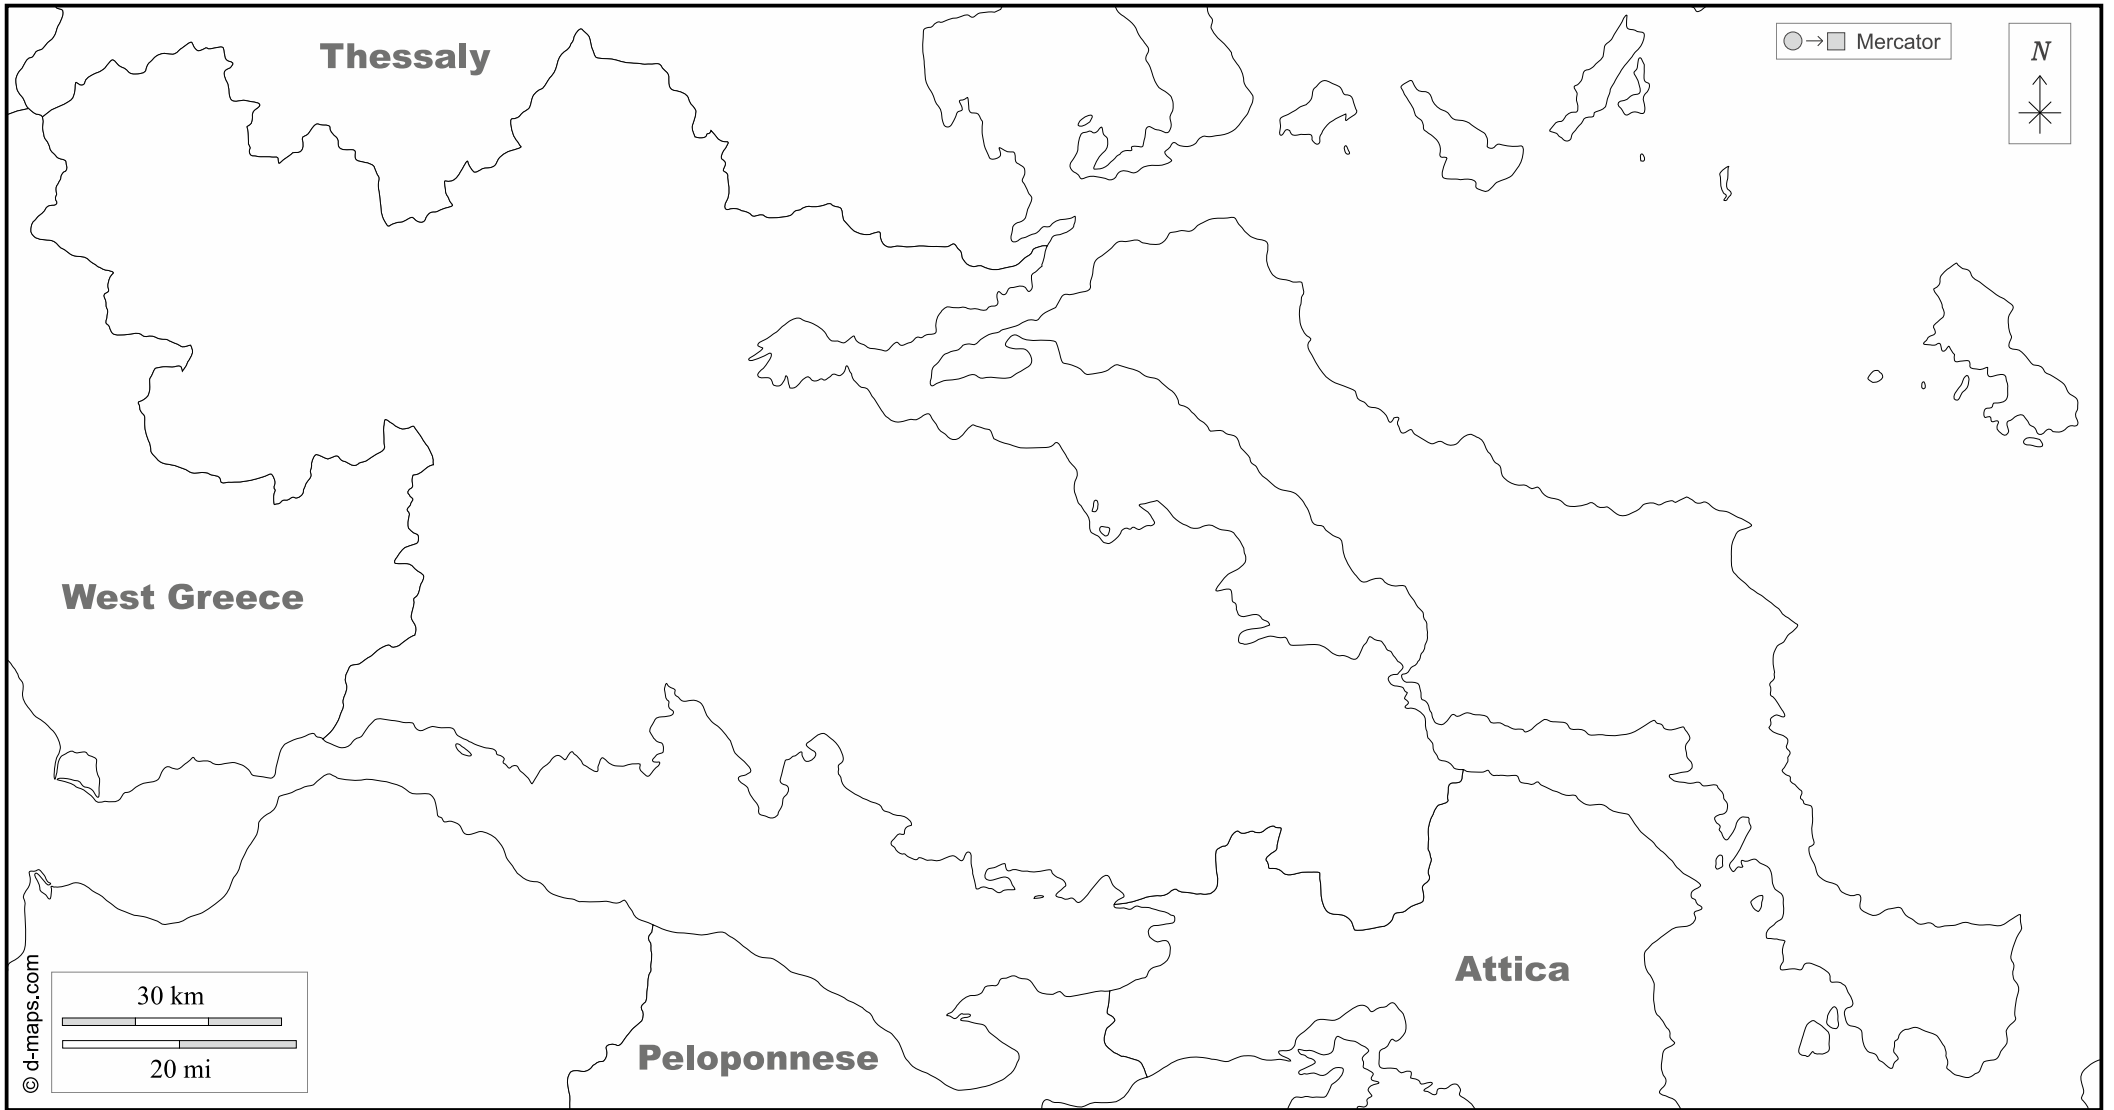 Thessaly
Mercator
N
West Greece
Attica
Peloponnese
30 km
20 mi
© d-maps.com